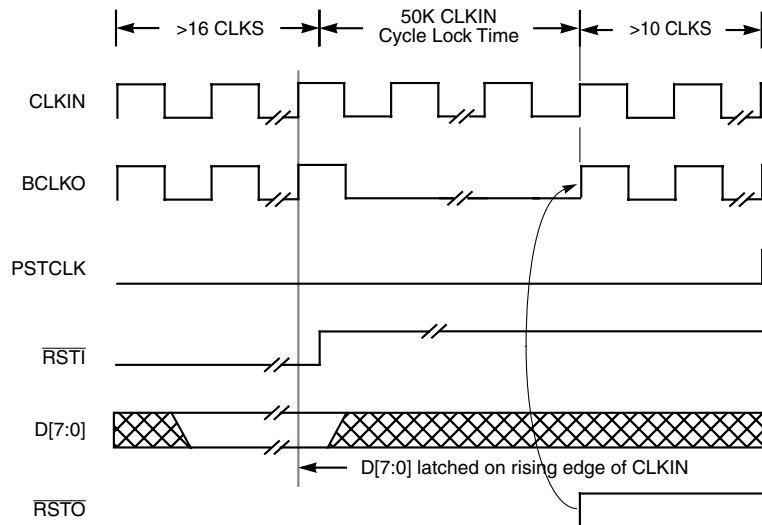 >16 CLKS
50K CLKIN
Cycle Lock Time
>10 CLKS
CLKIN
BCLKO
PSTCLK
RSTI
D[7:0]
D[7:0] latched on rising edge of CLKIN
RSTO